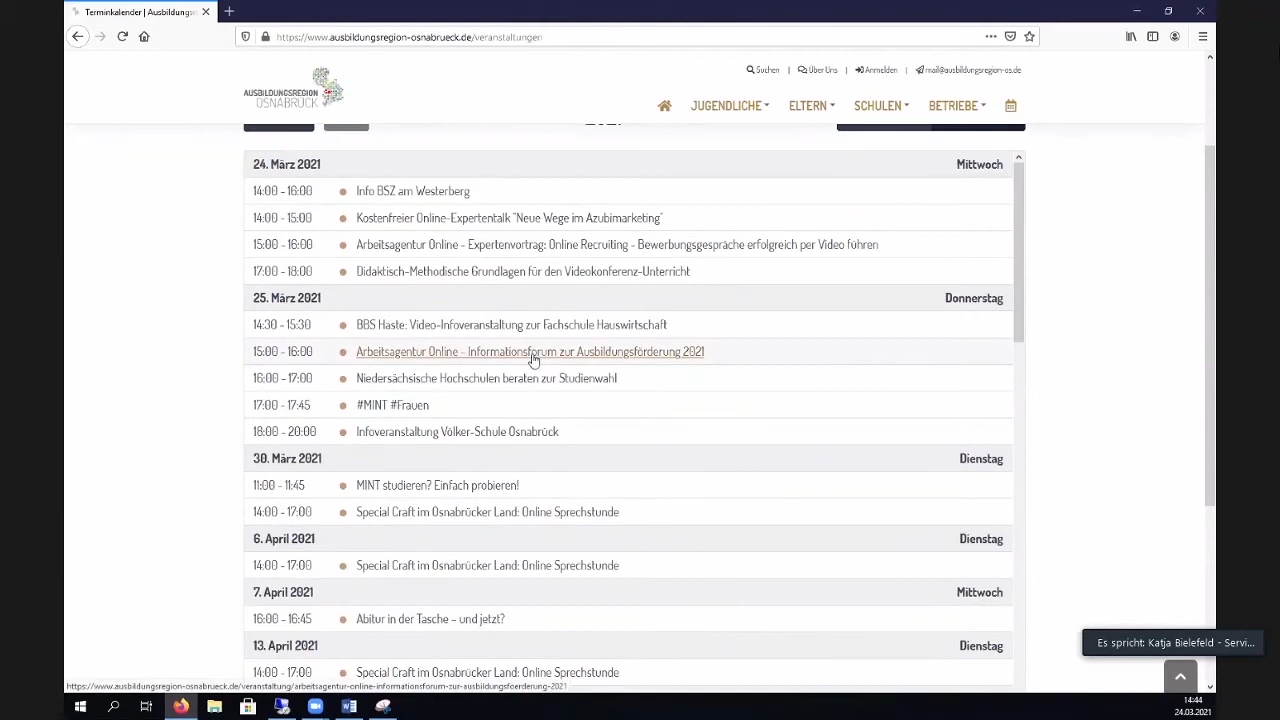 Terminkalender | Ausbildungsre
https://www.ausbildungsregion-osnabrueck.de/veranstaltungen
Suchen | Über Uns | Anmelden | mail@ausbildungsregion-os.de
AUSBILDUNGSREGION
OSNABRÜCK
JUGENDLICHE ELTERN SCHULEN BETRIEBE
24. März 2021 Mittwoch
14:00 - 16:00 Info BSZ am Westerberg
14:00 - 15:00 Kostenfreier Online-Expertentalk "Neue Wege im Azubimarketing"
15:00 - 16:00 Arbeitsagentur Online - Expertenvortrag: Online Recruiting - Bewerbungsgespräche erfolgreich per Video führen
17:00 - 18:00 Didaktisch-Methodische Grundlagen für den Videokonferenz-Unterricht
25. März 2021 Donnerstag
14:30 - 15:30 BBS Haste: Video-Infoveranstaltung zur Fachschule Hauswirtschaft
15:00 - 16:00 Arbeitsagentur Online - Informationsforum zur Ausbildungsförderung 2021
16:00 - 17:00 Niedersächsische Hochschulen beraten zur Studienwahl
17:00 - 17:45 #MINT #Frauen
18:00 - 20:00 Infoveranstaltung Völker-Schule Osnabrück
30. März 2021 Dienstag
11:00 - 11:45 MINT studieren? Einfach probieren!
14:00 - 17:00 Special Craft im Osnabrücker Land: Online Sprechstunde
6. April 2021 Dienstag
14:00 - 17:00 Special Craft im Osnabrücker Land: Online Sprechstunde
7. April 2021 Mittwoch
16:00 - 16:45 Abitur in der Tasche – und jetzt?
13. April 2021 Dienstag
14:00 - 17:00 Special Craft im Osnabrücker Land: Online Sprechstunde
Es spricht: Katja Bielefeld - Servi...
https://www.ausbildungsregion-osnabrueck.de/veranstaltung/arbeitsagentur-online-informationsforum-zur-ausbildungsfoerderung-2021
14:44
24.03.2021